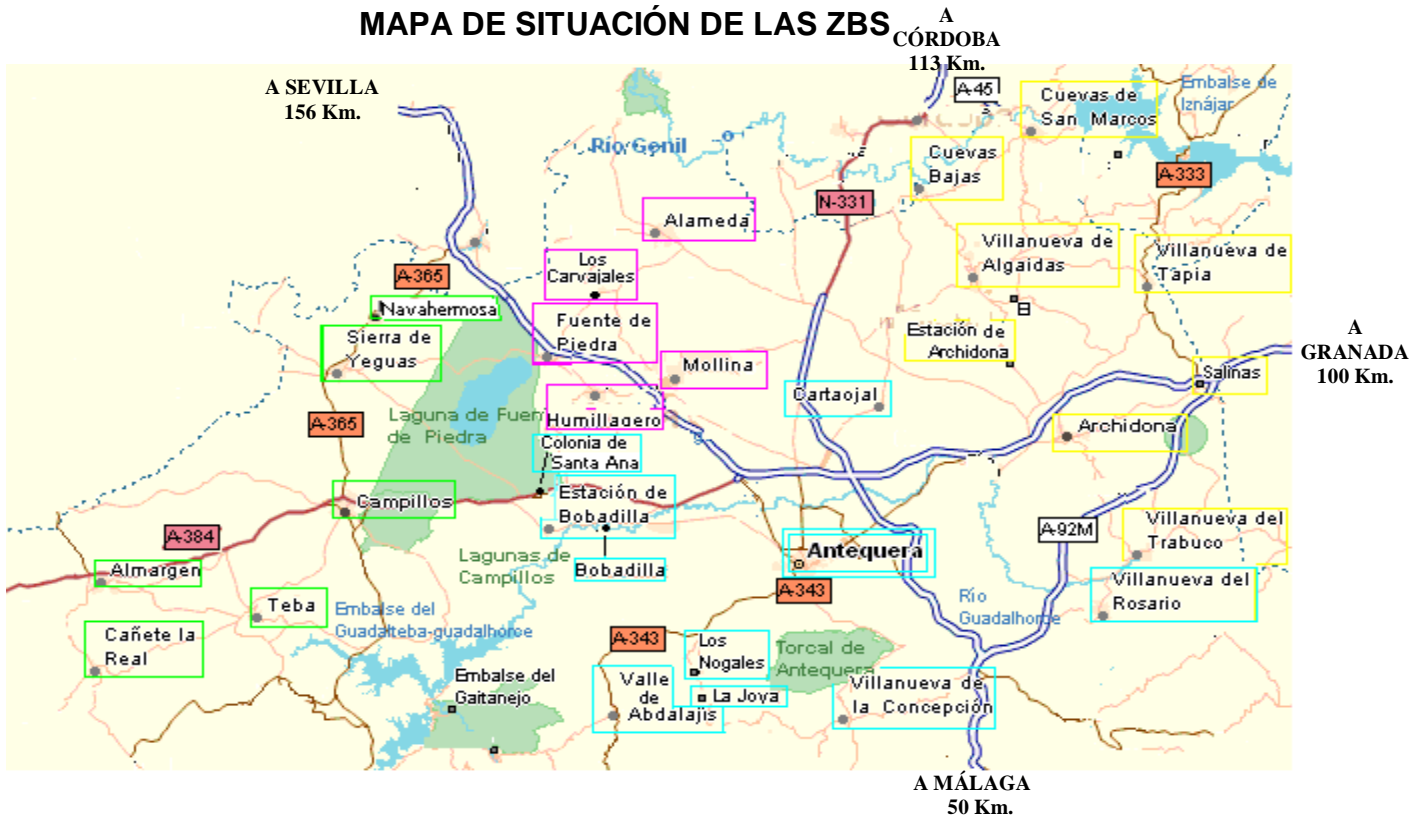 MAPA DE SITUACIÓN DE LAS ZBS
A
CÓRDOBA
113 Km.
A SEVILLA
156 Km.
A-45
Cuevas de
San Marcos
Embalse de
Iznájar
Río Genil
Cuevas
Bajas
A-333
N-331
Alameda
Villanueva de
Algaidas
Villanueva de
Tapia
Los
Carvajales
A-365
Navahermosa
Fuente de
Piedra
Sierra de
Yeguas
Estación de
Archidona
A
GRANADA
100 Km.
Mollina
Salinas
Cartaojal
Laguna de Fuen
de Piedra
Humilladero
A-365
Archidona
Colonia de
Santa Ana
Campillos
Estación de
Bobadilla
A-384
A-92M
Villanueva del
Trabuco
Antequera
Lagunas de
Campillos
Bobadilla
Almargen
Villanueva del
Rosario
A-343
Teba
Embalse del
Guadalteba-guadalhorce
Río
Guadalhorce
Cañete la
Real
A-343
Los
Nogales
Torcal de
Antequera
Embalse del
Gaitanejo
Valle
de
Abdalajís
La Joya
Villanueva de
la Concepción
A MÁLAGA
50 Km.